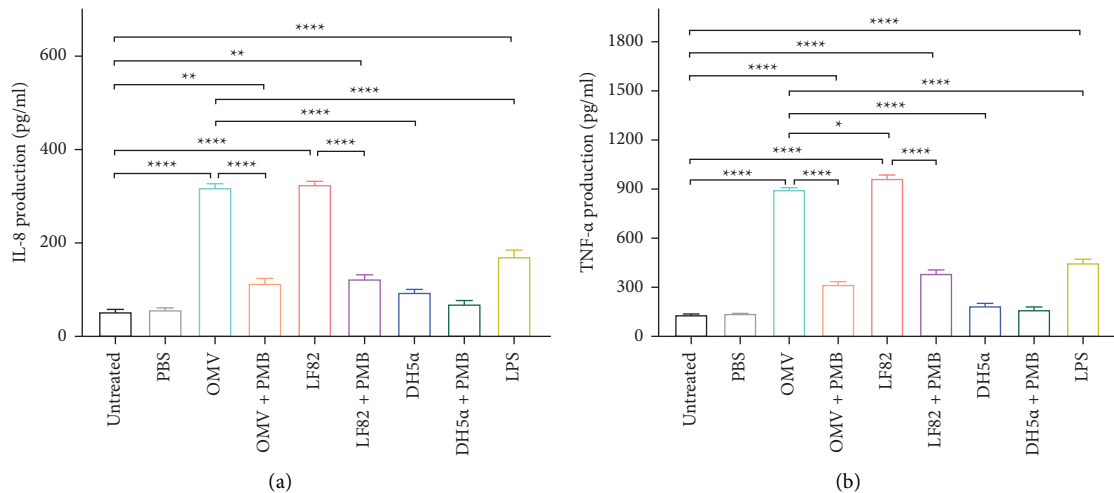 IL-8 production (pg/ml)
600
400
200
0
****
**
**
****
****
****
****
****
****
Untreated
PBS
OMV
OMV + PMB
LF82
LF82 + PMB
DH5α
DH5α + PMB
LPS
(a)
TNF-α production (pg/ml)
1800
1500
1200
900
600
300
0
****
****
****
****
****
*
****
****
****
****
Untreated
PBS
OMV
OMV + PMB
LF82
LF82 + PMB
DH5α
DH5α + PMB
LPS
(b)